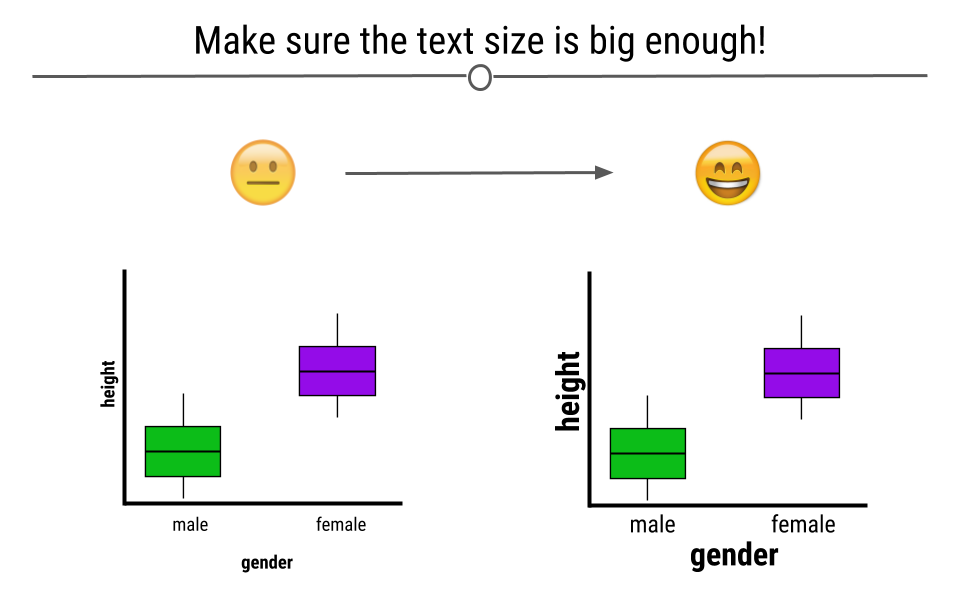 Make sure the text size is big enough!
height
male female
gender
height
male female
gender